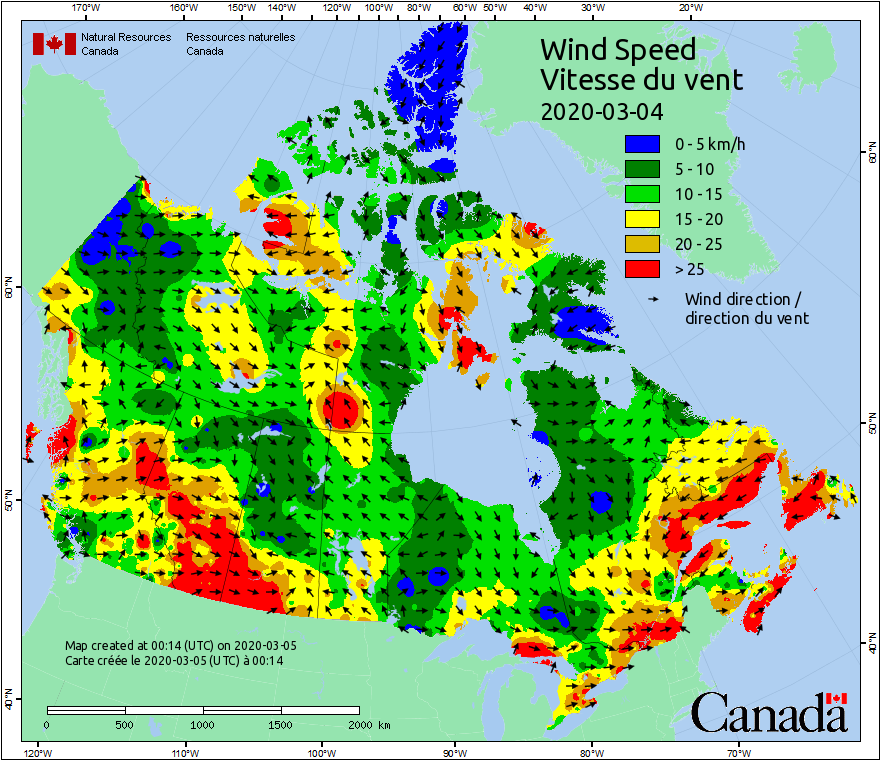 170°W 160°W 150°W 140°W 130°W 120°W 110°W 100°W 90°W 80°W 70°W 60°W 50°W 40°W 30°W 20°W
Natural Resources Canada
Ressources naturelles Canada
Wind Speed
Vitesse du vent
2020-03-04
0 - 5 km/h
5 - 10
10 - 15
15 - 20
20 - 25
> 25
Wind direction /
direction du vent
60°N
50°N
40°N
60°N
50°N
40°N
Map created at 00:14 (UTC) on 2020-03-05
Carte créée le 2020-03-05 (UTC) à 00:14
0 500 1000 1500 2000 km
Canada
120°W 110°W 100°W 90°W 80°W 70°W